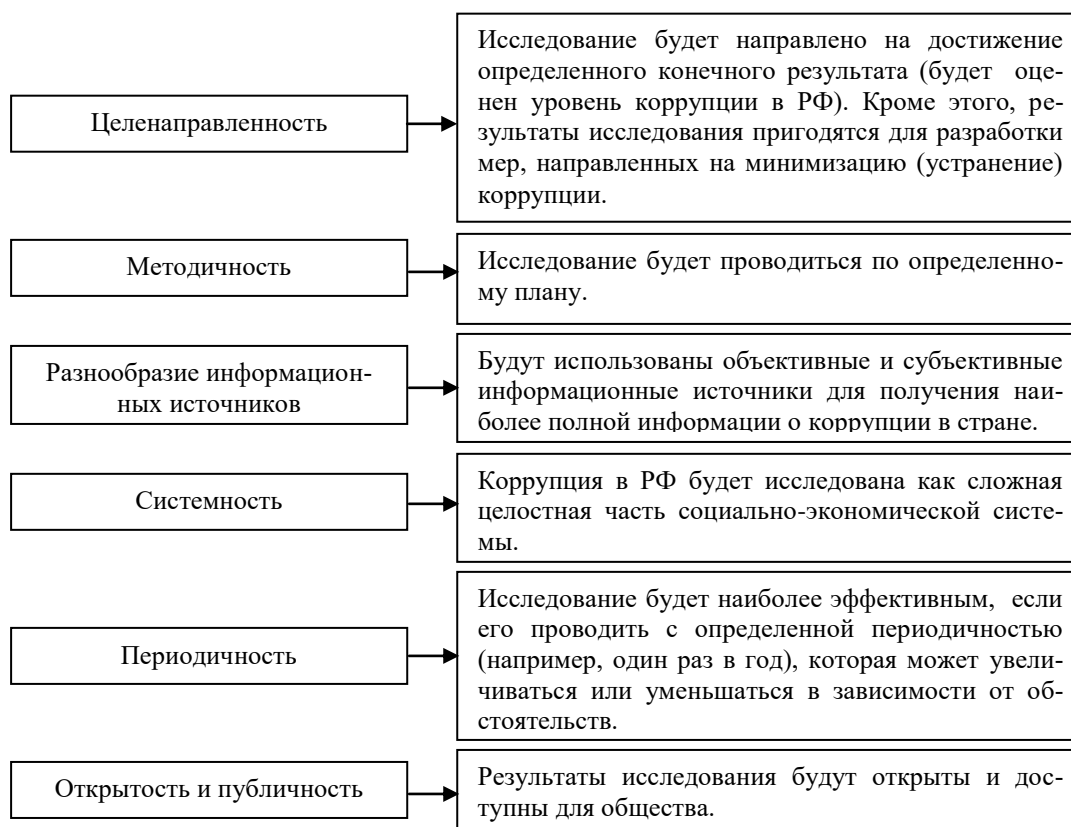 Целенаправленность
Исследование будет направлено на достижение
определенного конечного результата (будет оце-
нен уровень коррупции в РФ). Кроме этого, ре-
зультаты исследования пригодятся для разработки
мер, направленных на минимизацию (устранение)
коррупции.
Методичность
Исследование будет проводиться по определенно-
му плану.
Разнообразие информацион-
ных источников
Будут использованы объективные и субъективные
информационные источники для получения наи-
более полной информации о коррупции в стране.
Системность
Коррупция в РФ будет исследована как сложная
целостная часть социально-экономической систе-
мы.
Периодичность
Исследование будет наиболее эффективным, если
его проводить с определенной периодичностью
(например, один раз в год), которая может увели-
чиваться или уменьшаться в зависимости от об-
стоятельств.
Открытость и публичность
Результаты исследования будут открыты и дос-
тупны для общества.